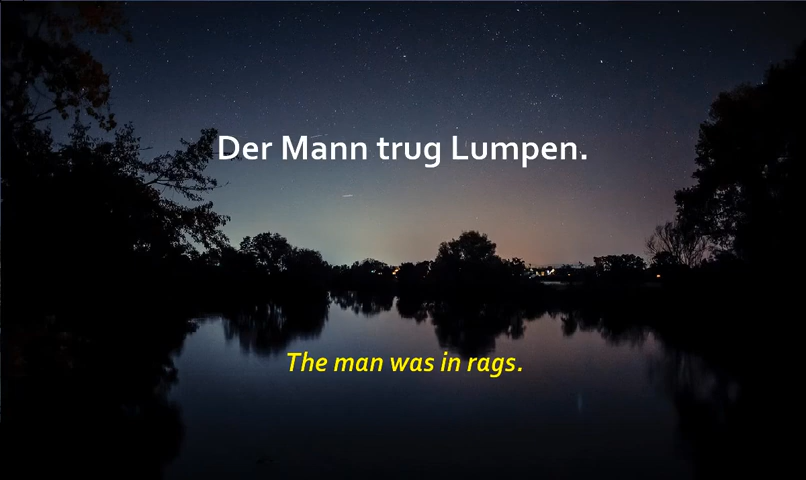 Der Mann trug Lumpen.
The man was in rags.